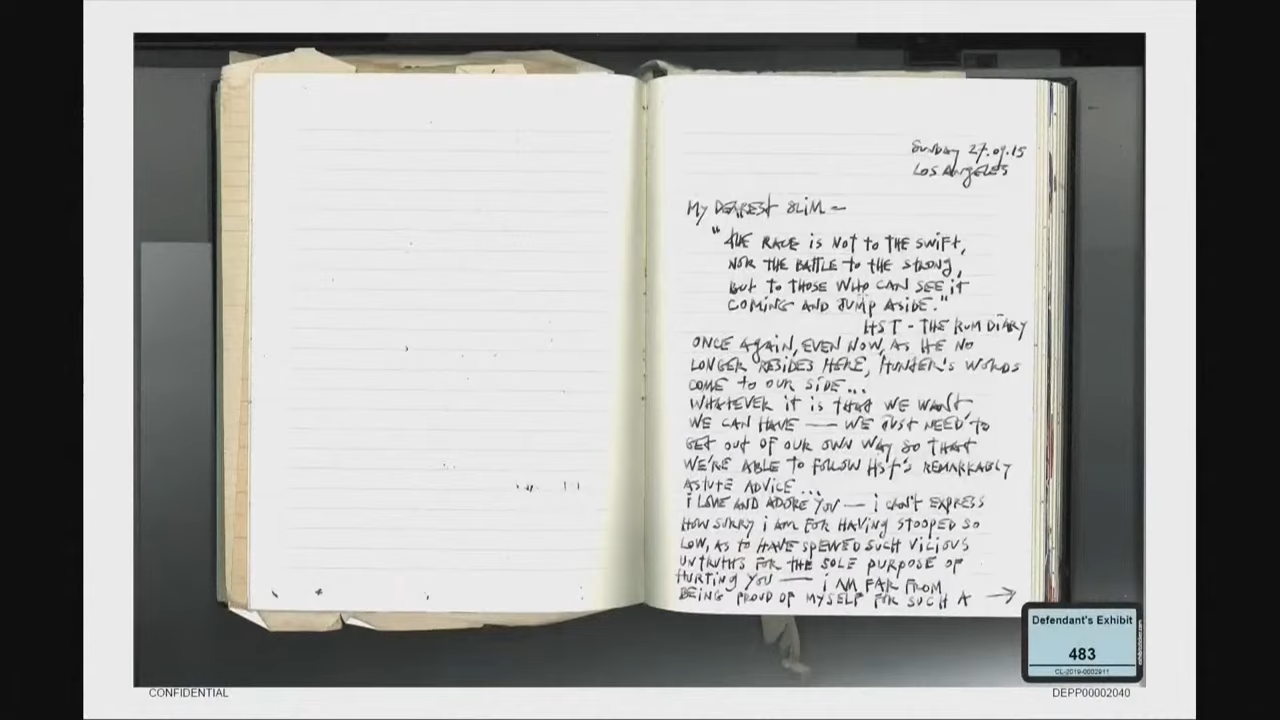 Sunday 27.09.15
LOS ANGELES
MY DEAREST SLIM —
"THE RACE iS NOT TO THE SWIFT,
NOR THE BATTLE TO THE STRONG,
BUT TO THOSE WHO CAN SEE iT
COMING AND JUMP ASIDE."
HST - THE RUM DIARY
ONCE AGAIN, EVEN NOW, AS HE NO
LONGER RESIDES HERE, HUNTER'S WORDS
COME TO OUR SiDE...
WHATEVER iT iS THAT WE WANT,
WE CAN HAVE — WE JUST NEED TO
GET OUT OF OUR OWN WAY SO THAT
WE'RE ABLE TO FOLLOW HST'S REMARKABLY
ASTUTE ADVICE...
i LOVE AND ADORE YOU — i CAN'T EXPRESS
HOW SORRY i AM FOR HAVING STOOPED SO
LOW, AS TO HAVE SPEWED SUCH VICIOUS
UNTRUTHS FOR THE SOLE PURPOSE OF
HURTING YOU — i AM FAR FROM
BEING PROUD OF MYSELF FOR SUCH A →
Defendant's Exhibit
483
CL-2019-0002911
CONFIDENTIAL
DEPP00002040